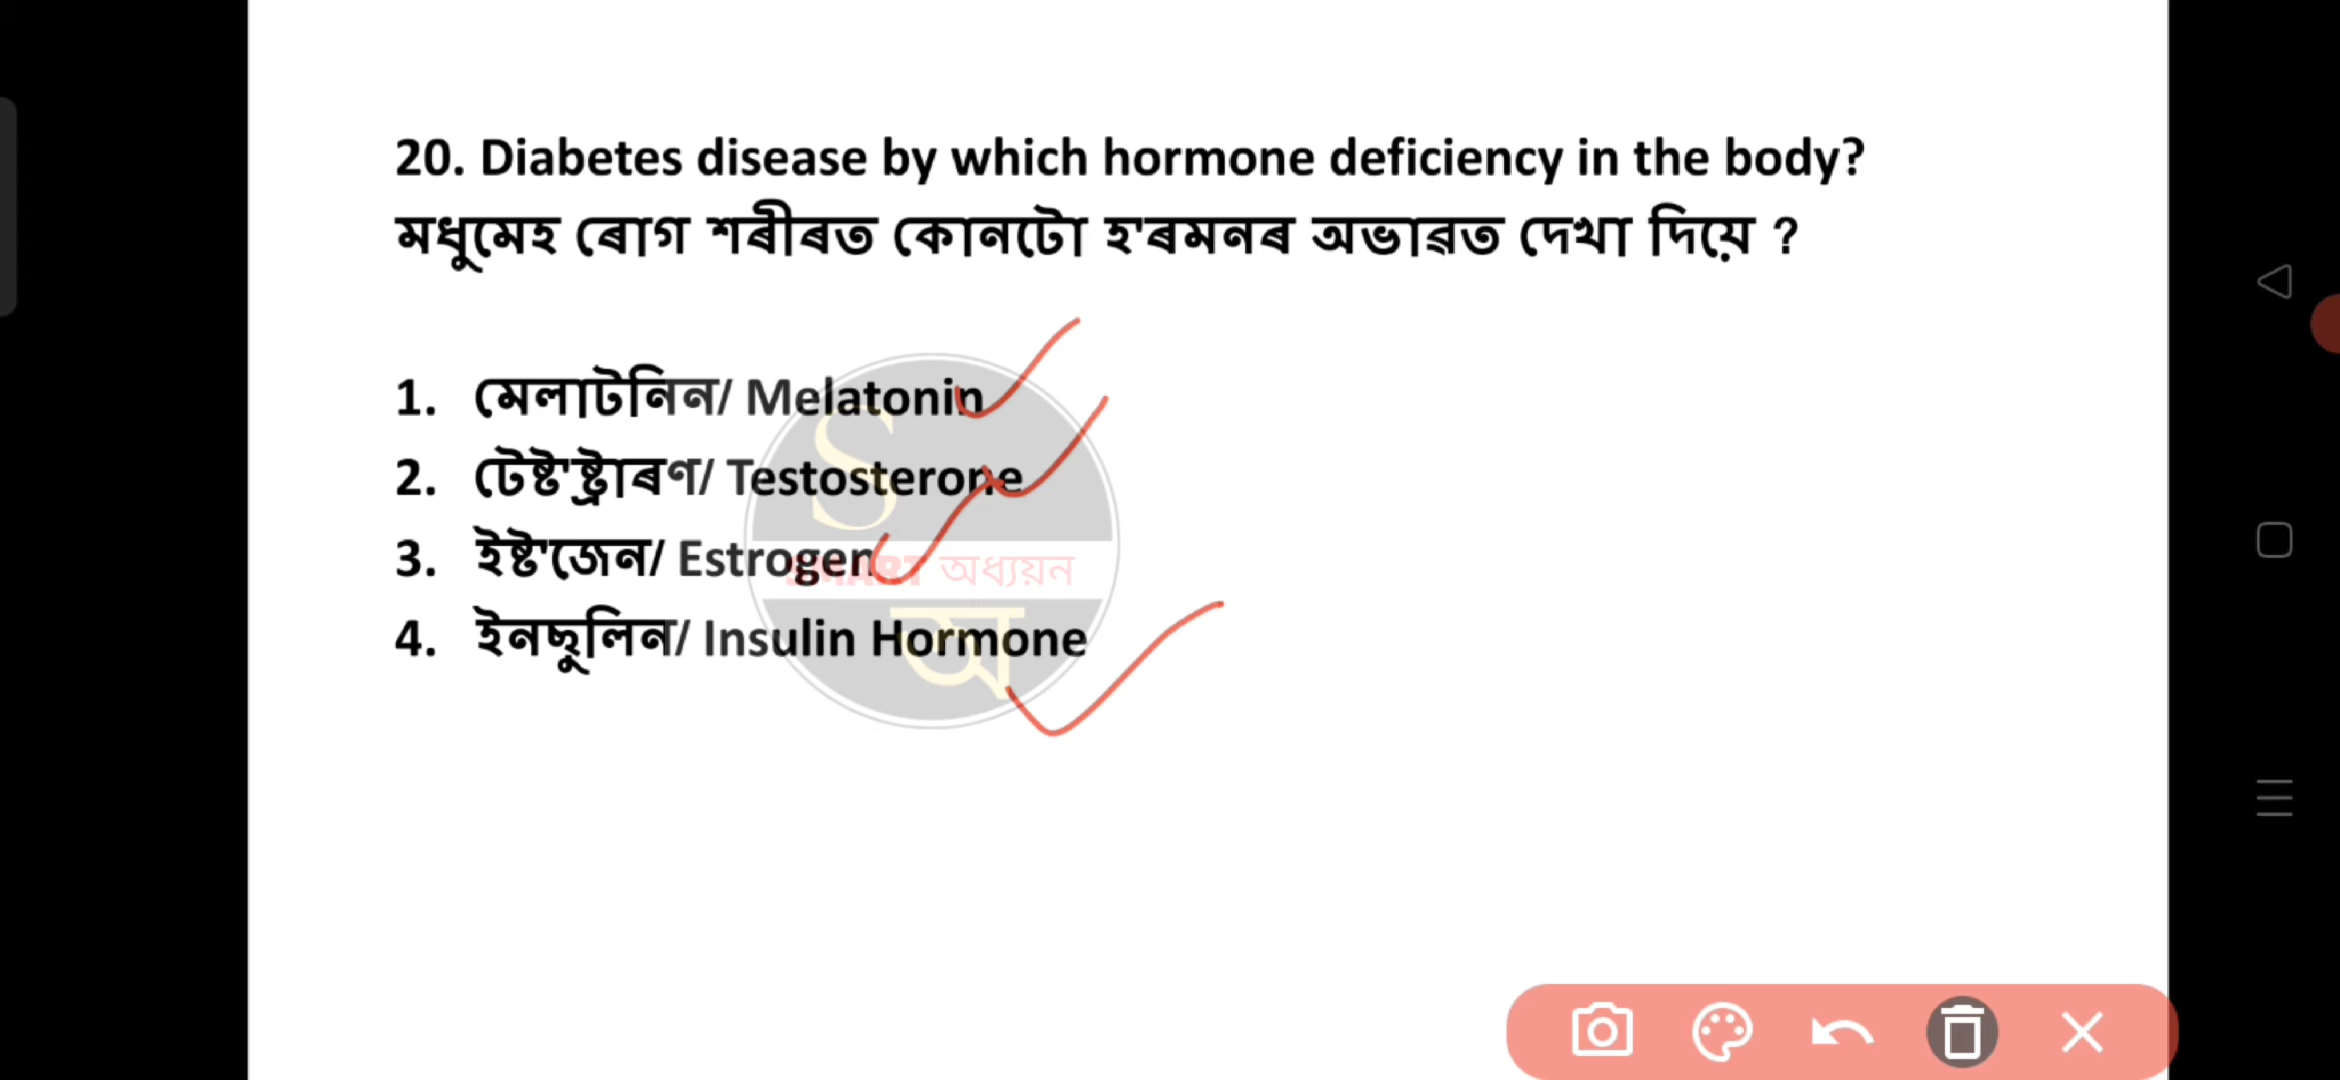 20. Diabetes disease by which hormone deficiency in the body?
মধুমেহ ৰোগ শৰীৰত কোনটো হ'ৰমনৰ অভাৱত দেখা দিয়ে ?
1. মেলাটনিন/ Melatonin
2. টেষ্ট'ষ্ট্ৰাৰণ/ Testosterone
3. ইষ্ট'জেন/ Estrogen
4. ইনছুলিন/ Insulin Hormone
S
SMART অধ্যয়ন
অ